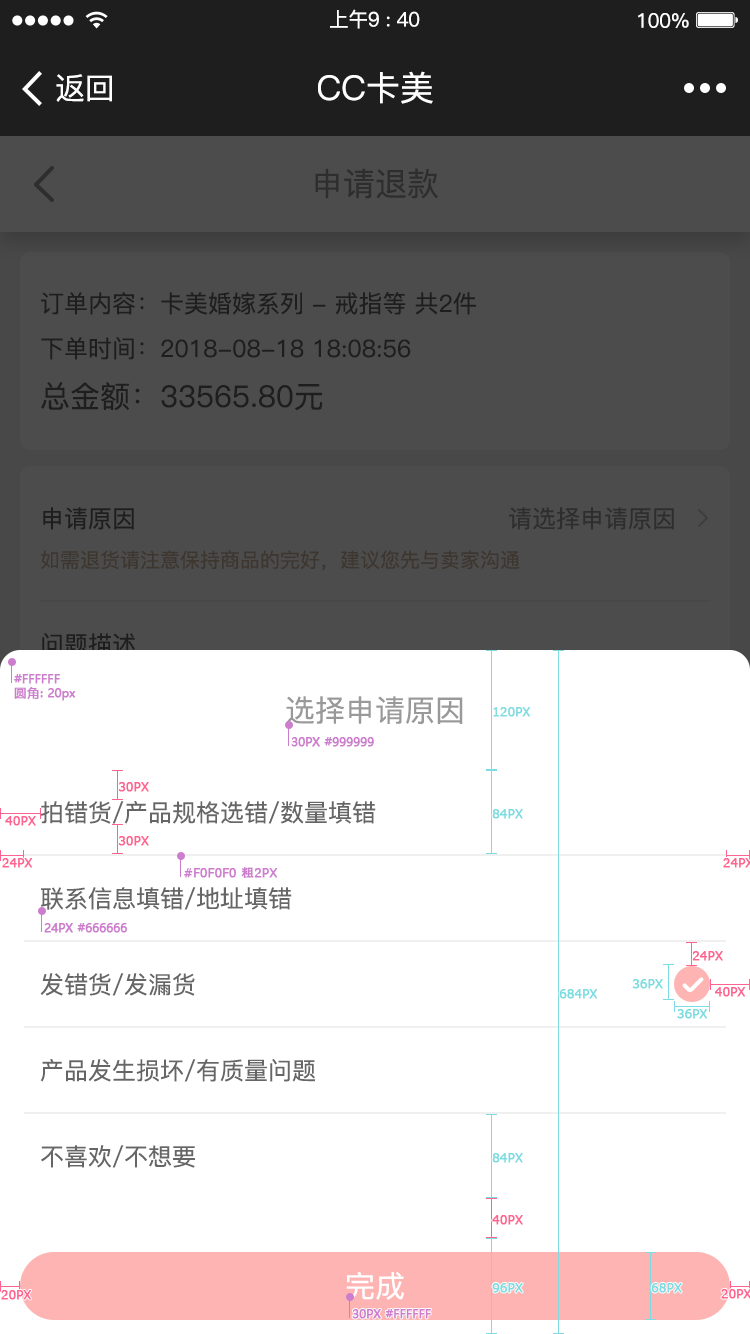 上午9 : 40
100%
返回
CC卡美
申请退款
订单内容：卡美婚嫁系列 - 戒指等 共2件
下单时间：2018-08-18 18:08:56
总金额：33565.80元
申请原因
请选择申请原因
如需退货请注意保持商品的完好，建议您先与卖家沟通
问题描述
#FFFFFF
圆角: 20px
选择申请原因
120PX
30PX #999999
30PX
拍错货/产品规格选错/数量填错
84PX
40PX
30PX
24PX
24PX
#F0F0F0 粗2PX
联系信息填错/地址填错
24PX #666666
24PX
发错货/发漏货
36PX
40PX
684PX
36PX
产品发生损坏/有质量问题
不喜欢/不想要
84PX
40PX
完成
96PX
68PX
20PX
20PX
30PX #FFFFFF